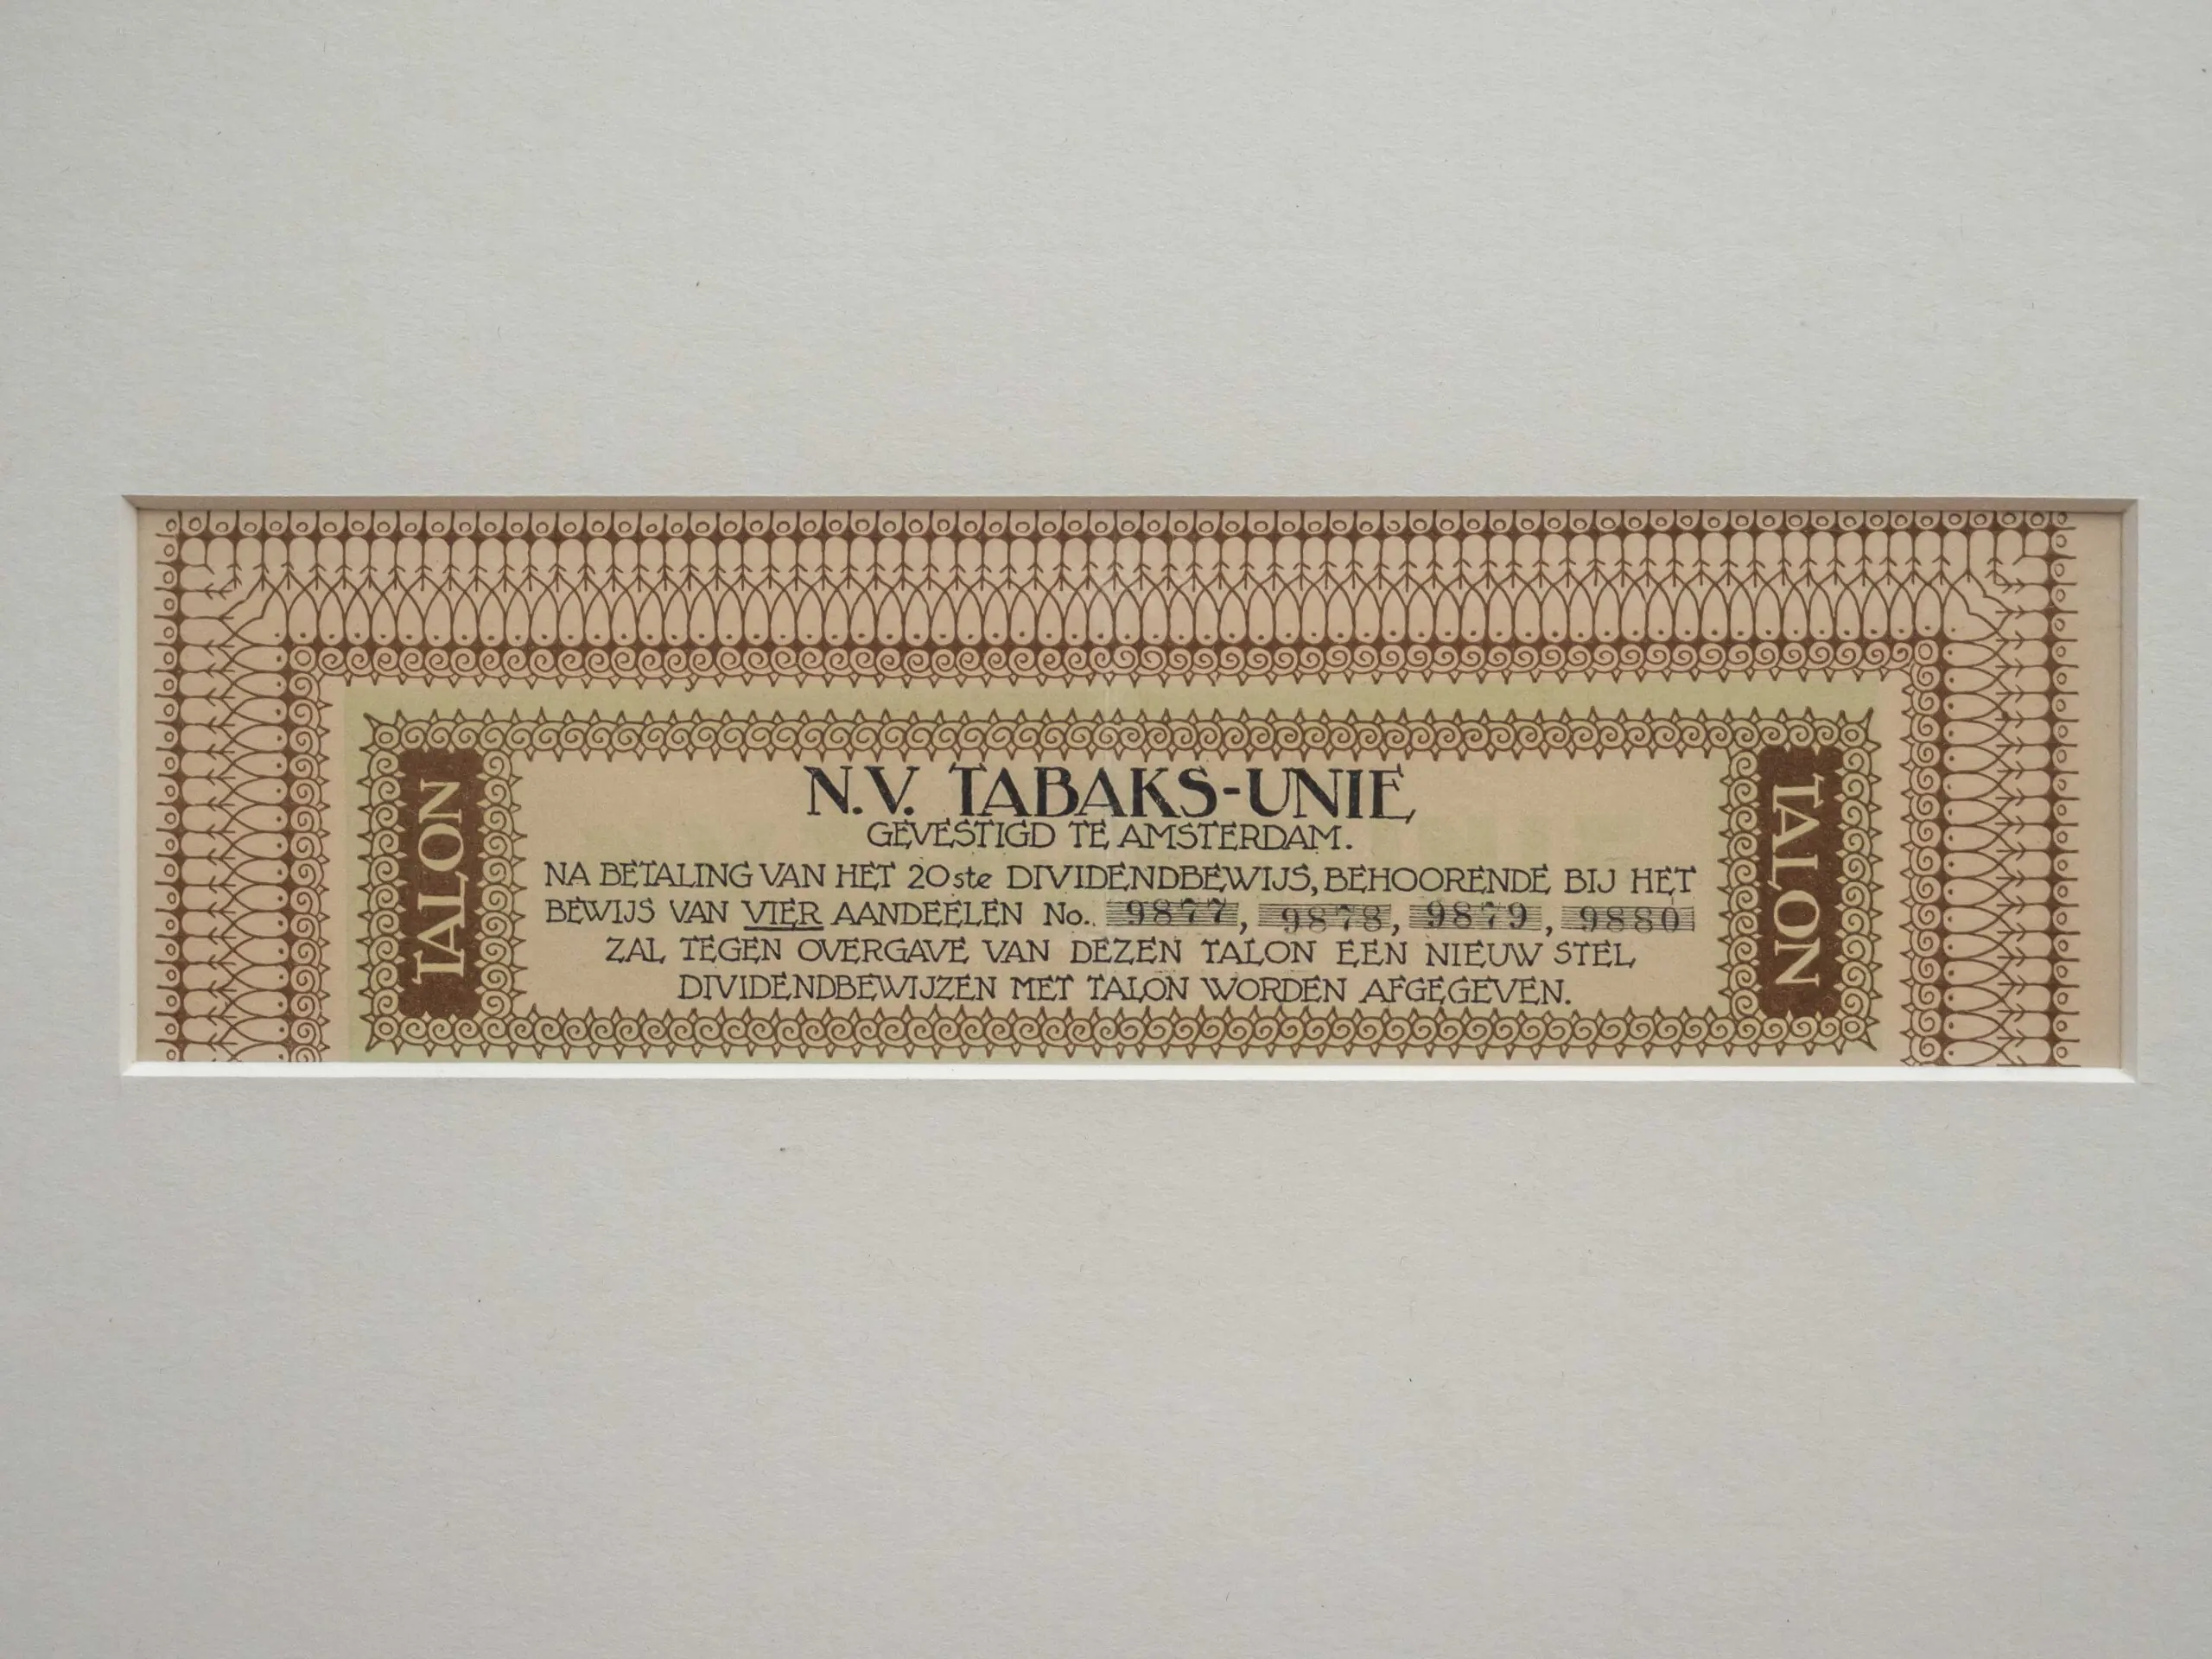 TALON
N.V. TABAKS-UNIE
GEVESTIGD TE AMSTERDAM.
NA BETALING VAN HET 20ste DIVIDENDBEWIJS, BEHOORENDE BIJ HET
BEWIJS VAN VIER AANDEELEN No. 9877, 9878, 9879, 9880
ZAL TEGEN OVERGAVE VAN DEZEN TALON EEN NIEUW STEL
DIVIDENDBEWIJZEN MET TALON WORDEN AFGEGEVEN.
TALON